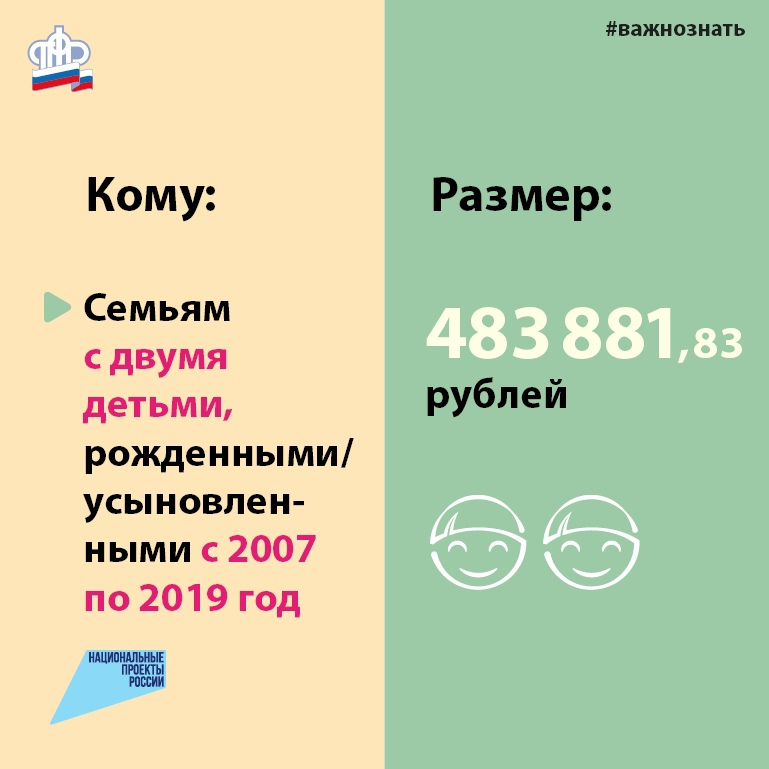 #важнознать
Кому:
Семьям
с двумя
детьми,
рожденными/
усыновлен-
ными с 2007
по 2019 год
Размер:
483 881,83
рублей
НАЦИОНАЛЬНЫЕ
ПРОЕКТЫ
РОССИИ